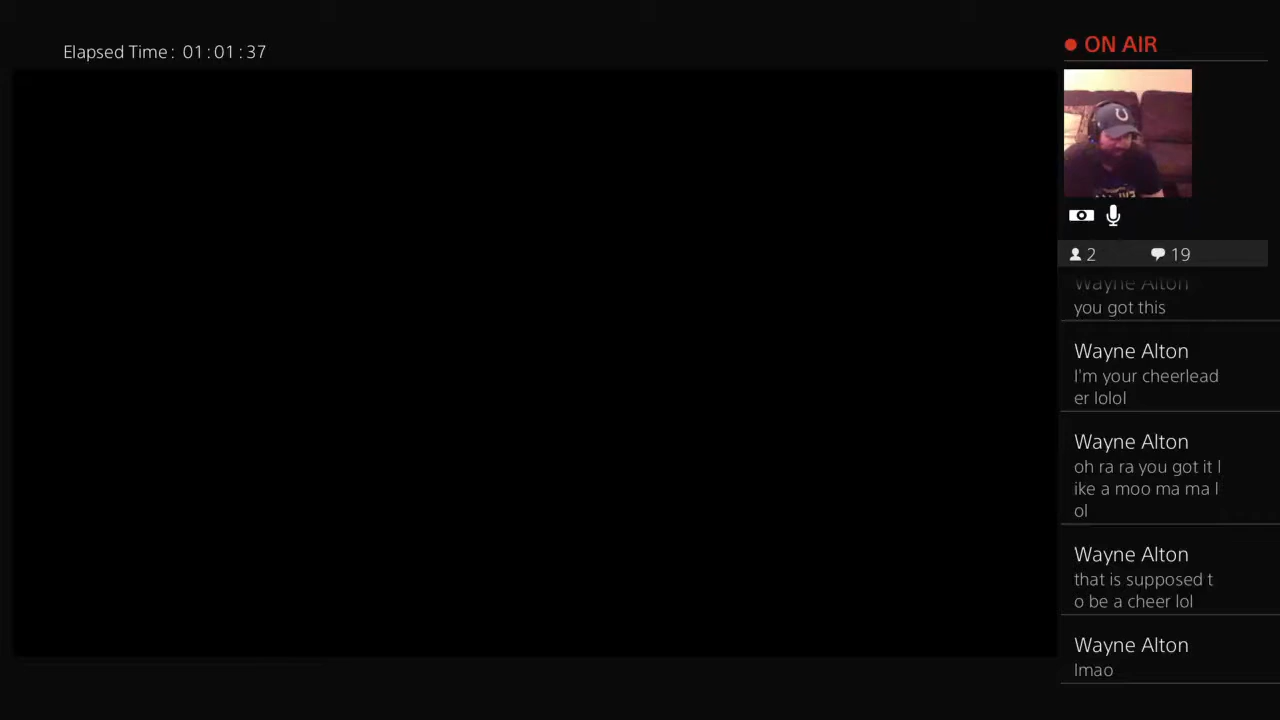 Elapsed Time: 01:01:37
ON AIR
2 19
Wayne Alton
you got this
Wayne Alton
I'm your cheerlead
er lolol
Wayne Alton
oh ra ra you got it l
ike a moo ma ma l
ol
Wayne Alton
that is supposed t
o be a cheer lol
Wayne Alton
lmao